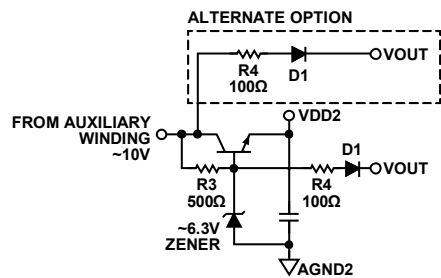 ALTERNATE OPTION
R4
100Ω
D1
VOUT
FROM AUXILIARY
WINDING
~10V
VDD2
D1
VOUT
R3
500Ω
R4
100Ω
~6.3V
ZENER
AGND2